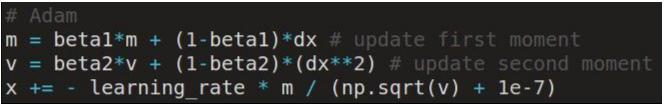 # Adam
m = beta1*m + (1-beta1)*dx # update first moment
v = beta2*v + (1-beta2)*(dx**2) # update second moment
x += - learning_rate * m / (np.sqrt(v) + 1e-7)